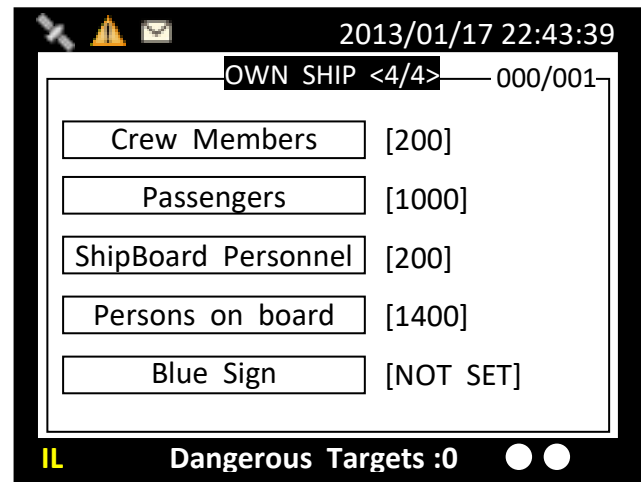 2013/01/17 22:43:39
OWN SHIP <4/4> 000/001
Crew Members [200]
Passengers [1000]
ShipBoard Personnel [200]
Persons on board [1400]
Blue Sign [NOT SET]
IL Dangerous Targets :0